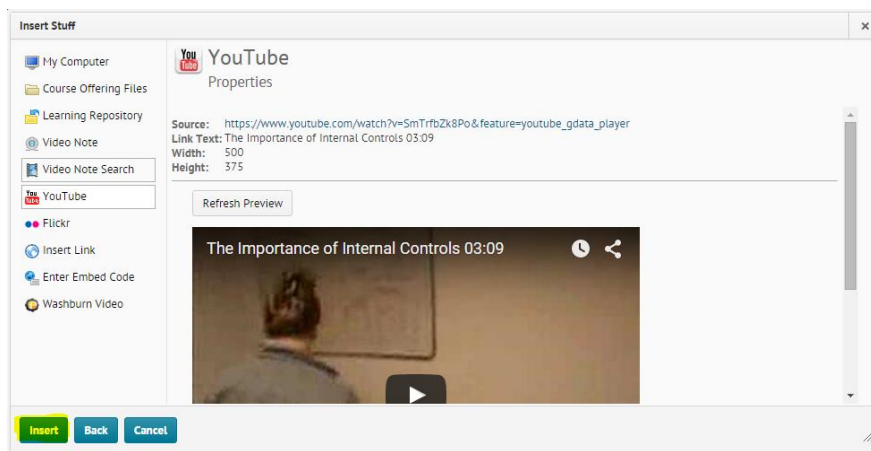 Insert Stuff
x
My Computer
Course Offering Files
Learning Repository
Video Note
Video Note Search
You Tube YouTube
Flickr
Insert Link
Enter Embed Code
Washburn Video
You Tube YouTube
Properties
Source: https://www.youtube.com/watch?v=SmTrfbZk8Po&feature=youtube_gdata_player
Link Text: The Importance of Internal Controls 03:09
Width: 500
Height: 375
Refresh Preview
The Importance of Internal Controls 03:09
Insert Back Cancel